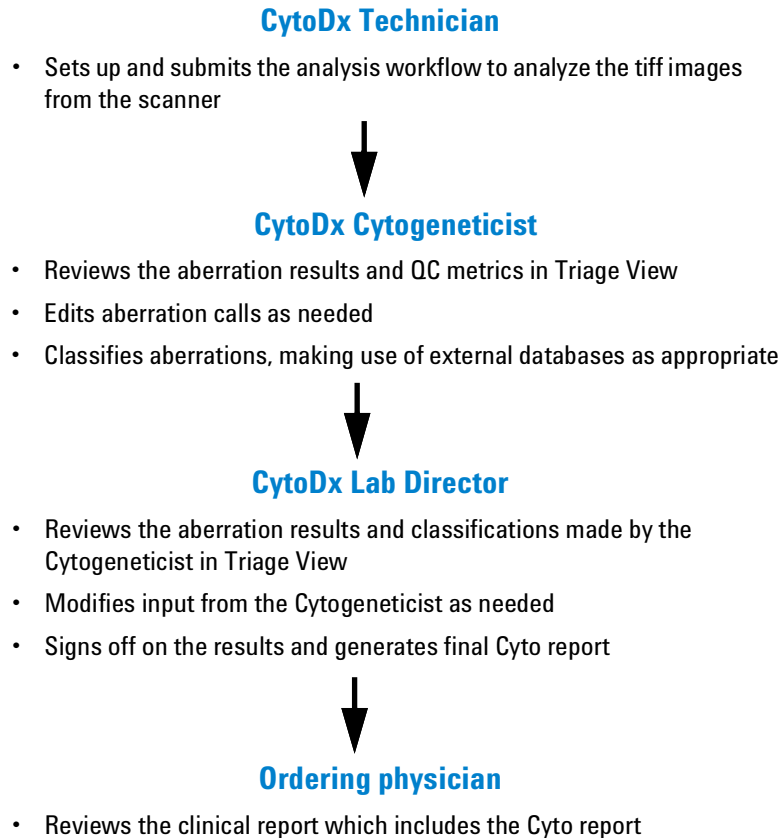 CytoDx Technician
• Sets up and submits the analysis workflow to analyze the tiff images
from the scanner
CytoDx Cytogeneticist
• Reviews the aberration results and QC metrics in Triage View
• Edits aberration calls as needed
• Classifies aberrations, making use of external databases as appropriate
CytoDx Lab Director
• Reviews the aberration results and classifications made by the
Cytogeneticist in Triage View
• Modifies input from the Cytogeneticist as needed
• Signs off on the results and generates final Cyto report
Ordering physician
• Reviews the clinical report which includes the Cyto report